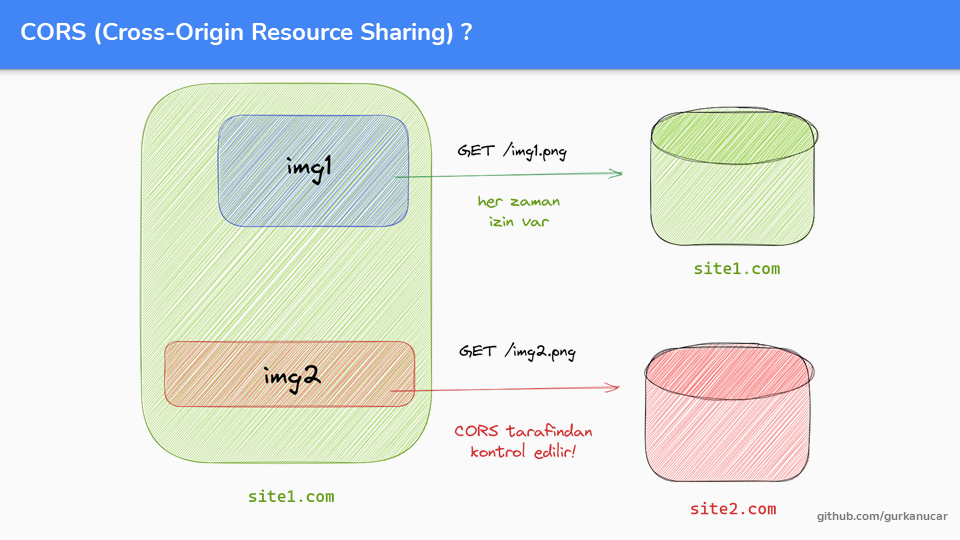 CORS (Cross-Origin Resource Sharing) ?
img1
GET /img1.png
her zaman
izin var
site1.com
img2
GET /img2.png
CORS tarafindan
kontrol edilir!
site1.com
site2.com
github.com/gurkanucar